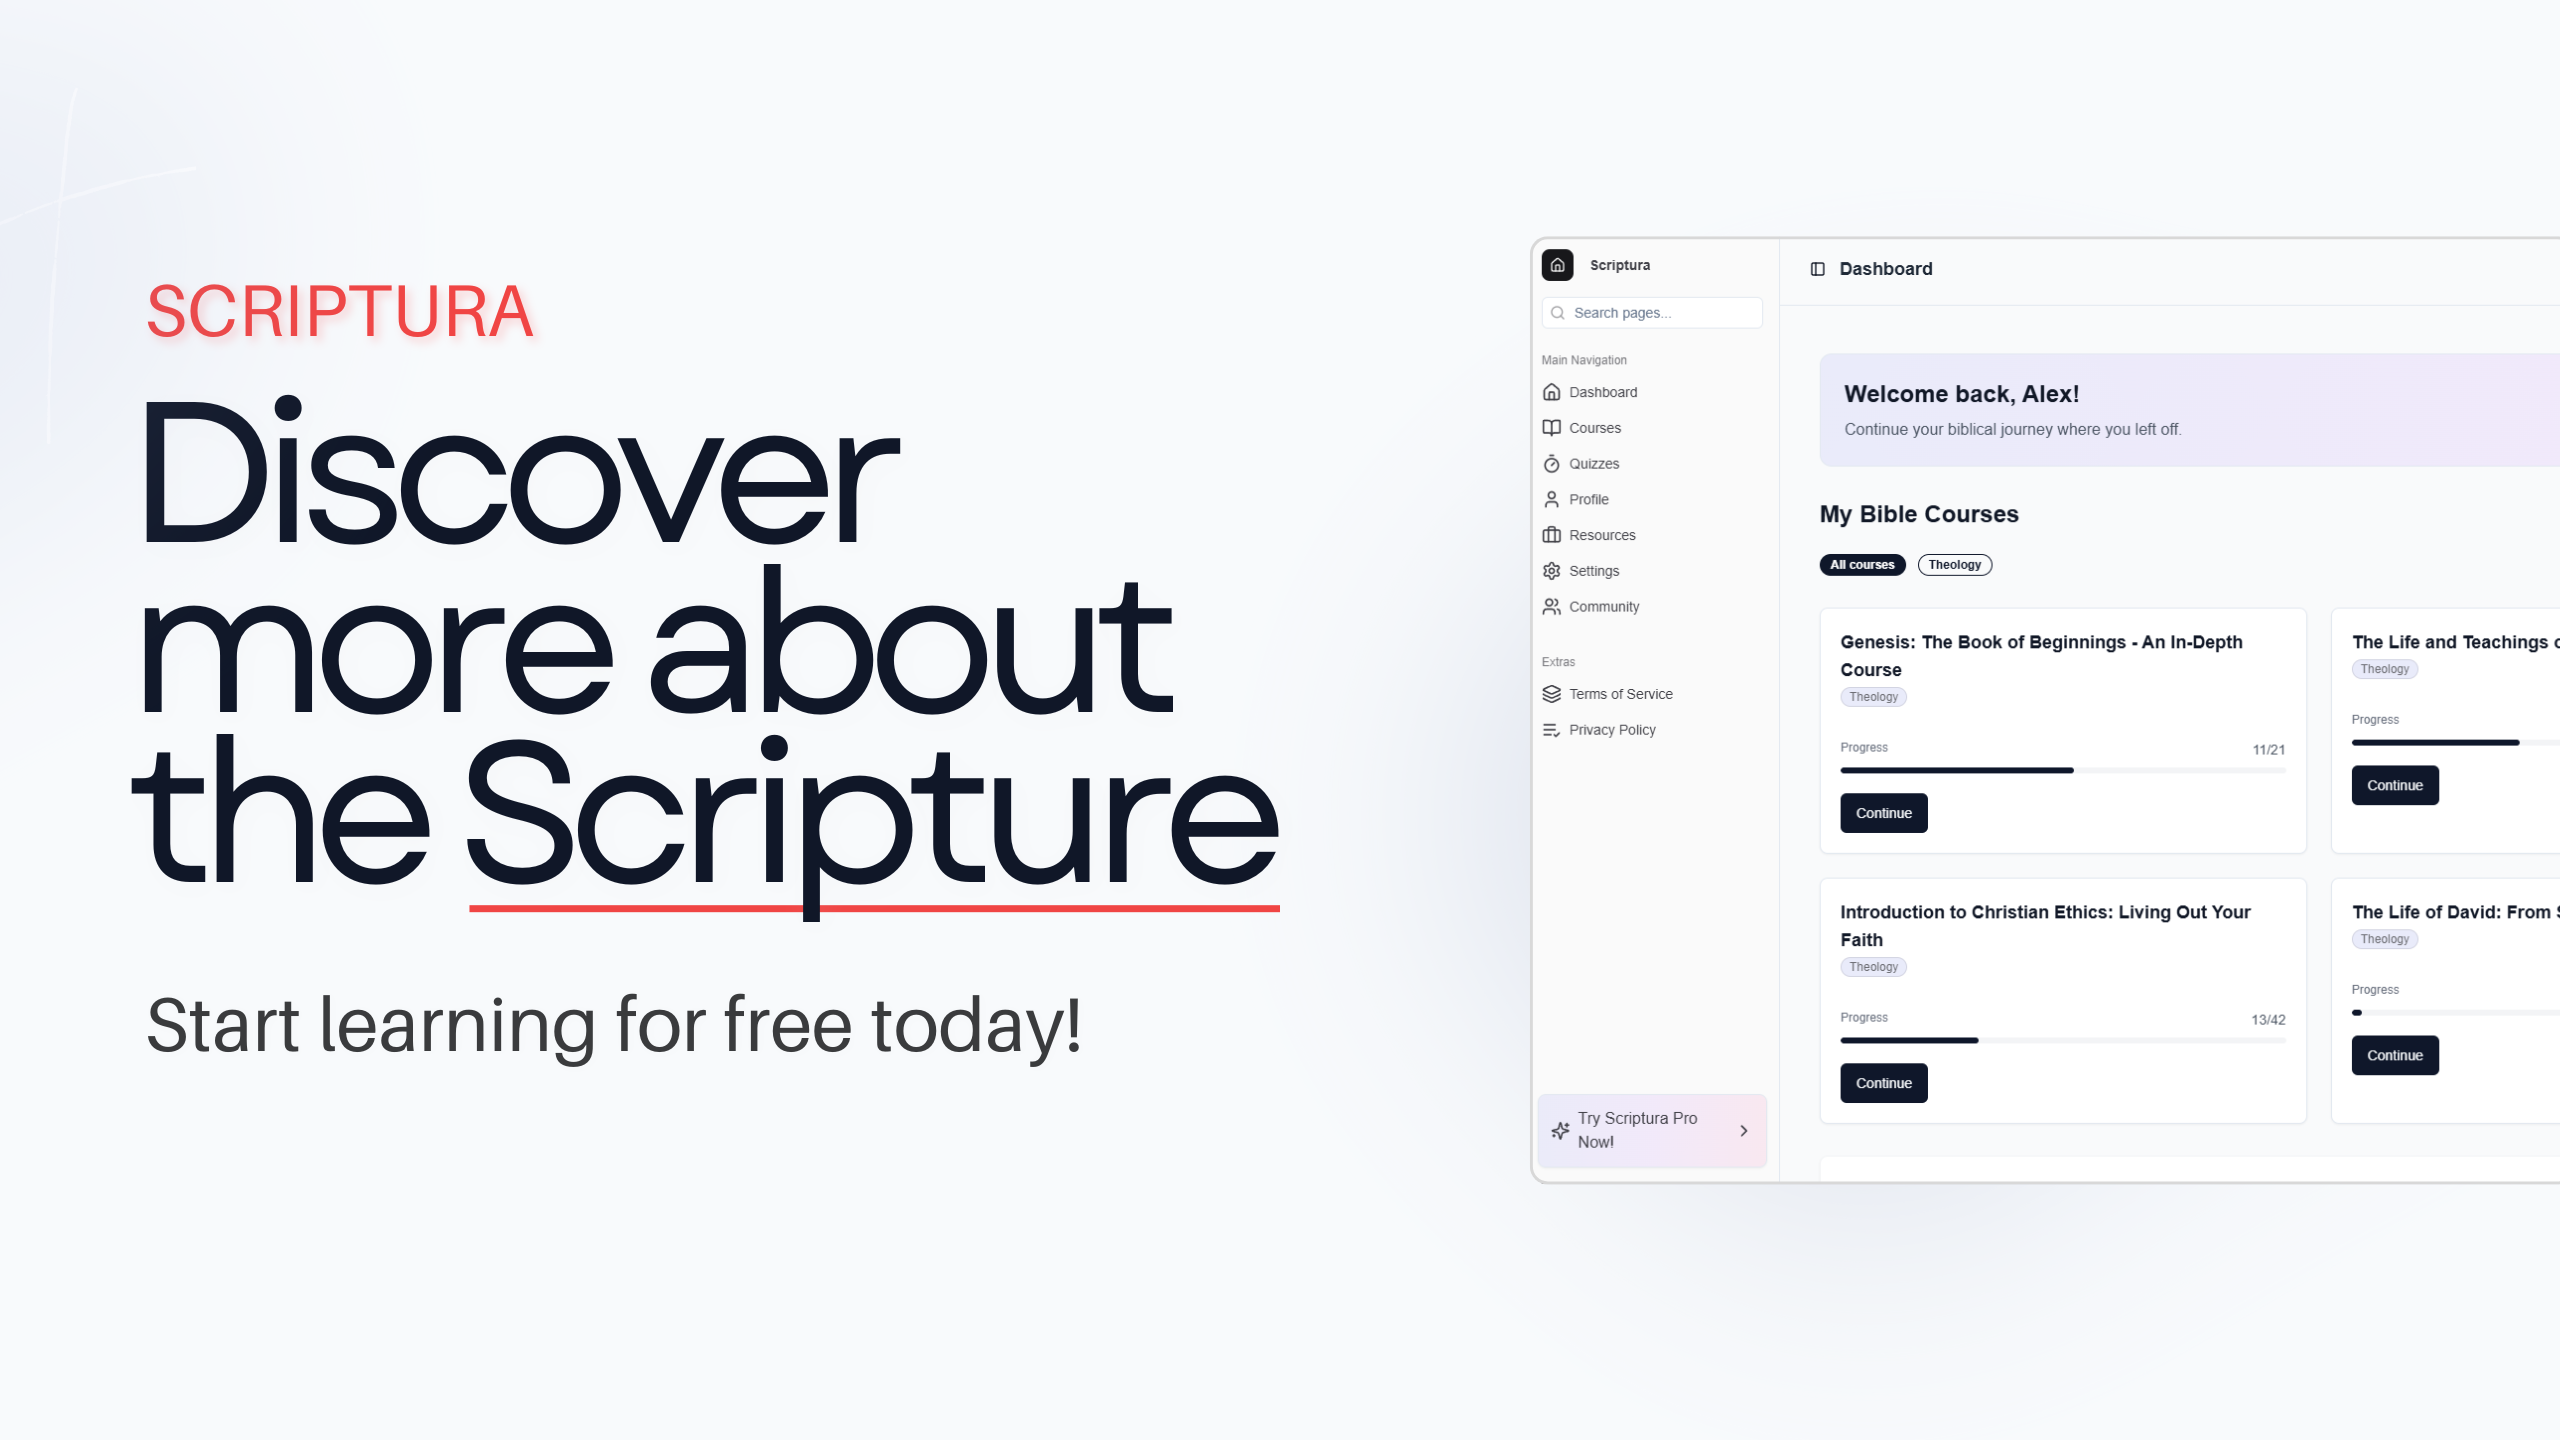 SCRIPTURA
Discover
more about
the Scripture
Start learning for free today!
Scriptura
Search pages...
Main Navigation
Dashboard
Courses
Quizzes
Profile
Resources
Settings
Community
Extras
Terms of Service
Privacy Policy
Try Scriptura Pro
Now!
Dashboard
Welcome back, Alex!
Continue your biblical journey where you left off.
My Bible Courses
All courses
Theology
Genesis: The Book of Beginnings - An In-Depth
Course
Theology
Progress
11/21
Continue
The Life and Teachings
Theology
Progress
Continue
Introduction to Christian Ethics: Living Out Your
Faith
Theology
Progress
13/42
Continue
The Life of David: From
Theology
Progress
Continue